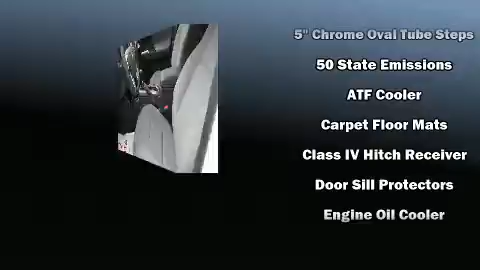 5" Chrome Oval Tube Steps
50 State Emissions
ATF Cooler
Carpet Floor Mats
Class IV Hitch Receiver
Door Sill Protectors
Engine Oil Cooler